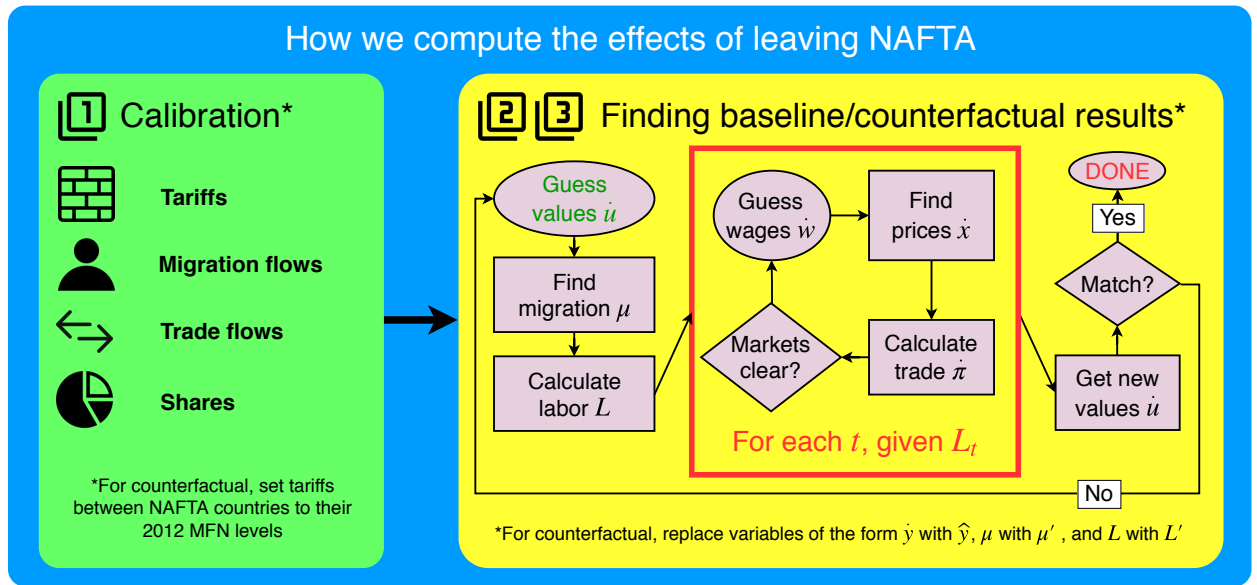 How we compute the effects of leaving NAFTA
1 Calibration*
Tariffs
Migration flows
Trade flows
Shares
*For counterfactual, set tariffs
between NAFTA countries to their
2012 MFN levels
2 3 Finding baseline/counterfactual results*
Guess
values u̇
Find
migration μ
Calculate
labor L
Guess
wages ẇ
Find
prices ẋ
Calculate
trade π̇
Markets
clear?
For each t, given Lₜ
DONE
Yes
Match?
Get new
values u̇
No
*For counterfactual, replace variables of the form ẏ with ŷ, μ with μ′ , and L with L′